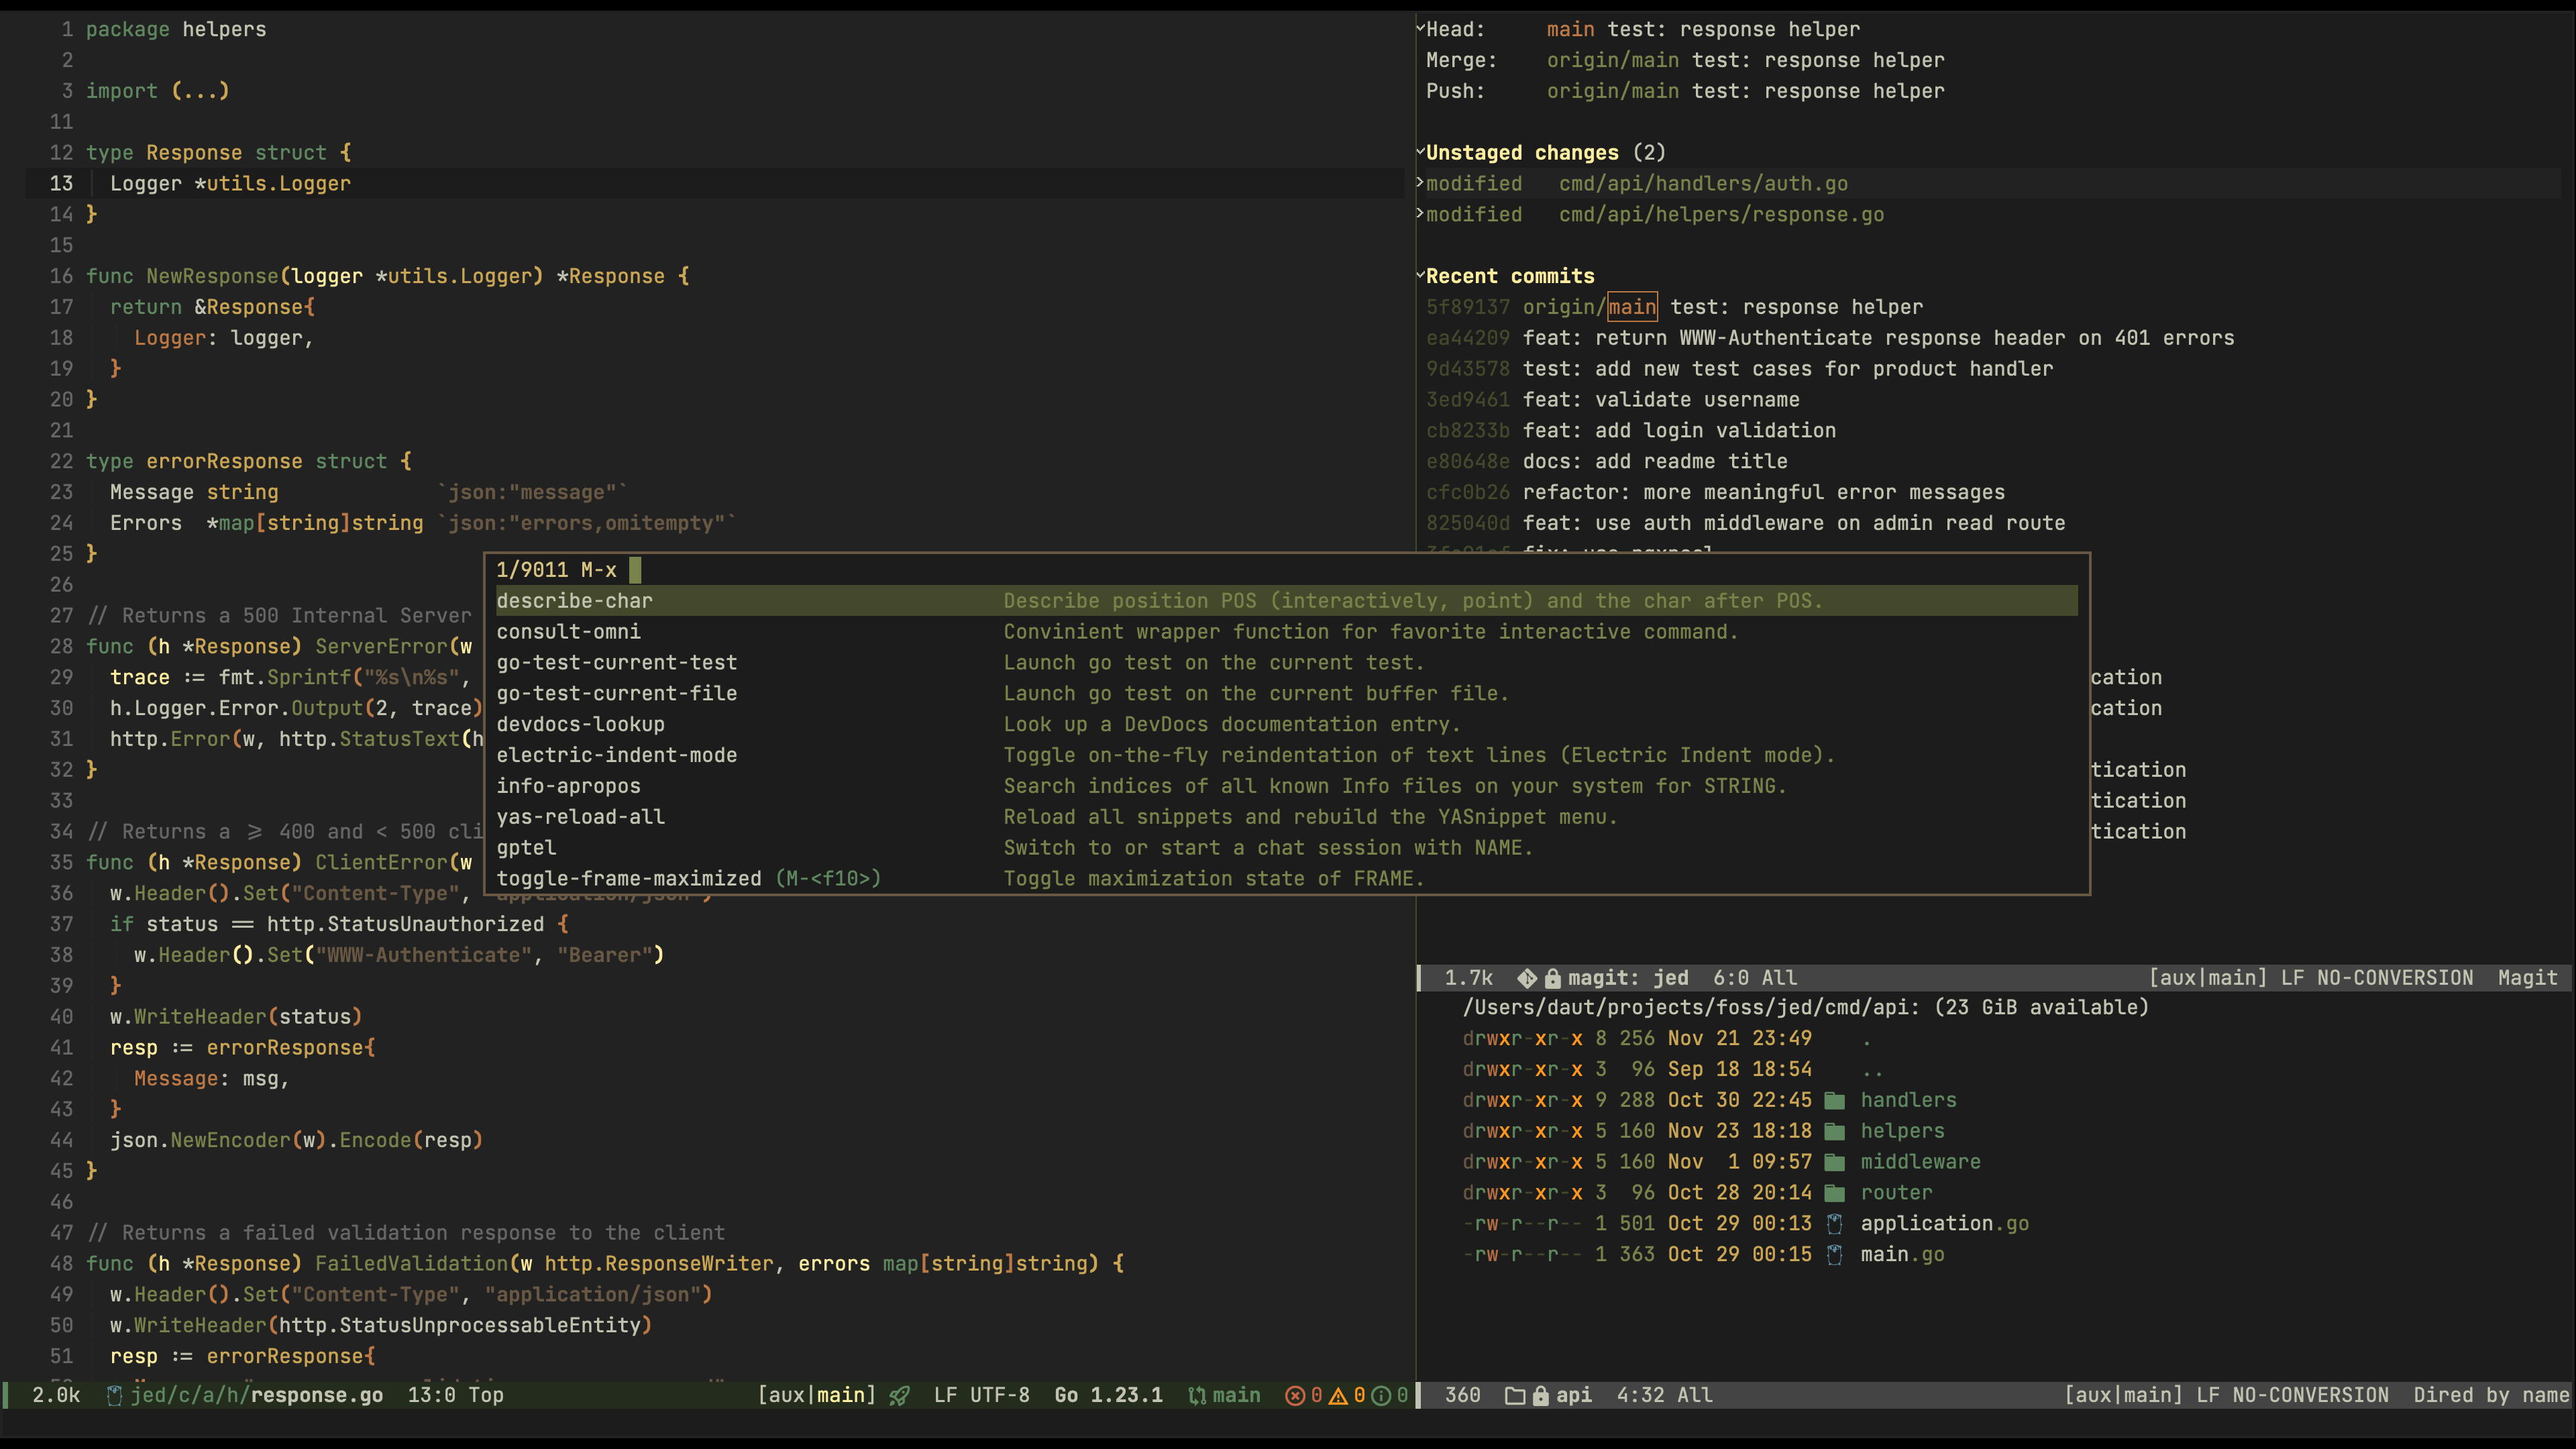 1 package helpers
2
3 import (...)
11
12 type Response struct {
13 Logger *utils.Logger
14 }
15
16 func NewResponse(logger *utils.Logger) *Response {
17 return &Response{
18 Logger: logger,
19 }
20 }
21
22 type errorResponse struct {
23 Message string `json:"message"`
24 Errors *map[string]string `json:"errors,omitempty"`
25 }
26
27 // Returns a 500 Internal Server
28 func (h *Response) ServerError(w
29 trace := fmt.Sprintf("%s\n%s",
30 h.Logger.Error.Output(2, trace)
31 http.Error(w, http.StatusText(h
32 }
33
34 // Returns a >= 400 and < 500 cli
35 func (h *Response) ClientError(w
36 w.Header().Set("Content-Type", "application/json")
37 if status == http.StatusUnauthorized {
38 w.Header().Set("WWW-Authenticate", "Bearer")
39 }
40 w.WriteHeader(status)
41 resp := errorResponse{
42 Message: msg,
43 }
44 json.NewEncoder(w).Encode(resp)
45 }
46
47 // Returns a failed validation response to the client
48 func (h *Response) FailedValidation(w http.ResponseWriter, errors map[string]string) {
49 w.Header().Set("Content-Type", "application/json")
50 w.WriteHeader(http.StatusUnprocessableEntity)
51 resp := errorResponse{
2.0k jed/c/a/h/response.go 13:0 Top [aux|main] LF UTF-8 Go 1.23.1 main 0 0 0
1/9011 M-x
describe-char Describe position POS (interactively, point) and the char after POS.
consult-omni Convinient wrapper function for favorite interactive command.
go-test-current-test Launch go test on the current test.
go-test-current-file Launch go test on the current buffer file.
devdocs-lookup Look up a DevDocs documentation entry.
electric-indent-mode Toggle on-the-fly reindentation of text lines (Electric Indent mode).
info-apropos Search indices of all known Info files on your system for STRING.
yas-reload-all Reload all snippets and rebuild the YASnippet menu.
gptel Switch to or start a chat session with NAME.
toggle-frame-maximized (M-<f10>) Toggle maximization state of FRAME.
Head: main test: response helper
Merge: origin/main test: response helper
Push: origin/main test: response helper
Unstaged changes (2)
modified cmd/api/handlers/auth.go
modified cmd/api/helpers/response.go
Recent commits
5f89137 origin/main test: response helper
ea44209 feat: return WWW-Authenticate response header on 401 errors
9d43578 test: add new test cases for product handler
3ed9461 feat: validate username
cb8233b feat: add login validation
e80648e docs: add readme title
cfc0b26 refactor: more meaningful error messages
825040d feat: use auth middleware on admin read route
fix: use pgxpool
cation
cation
tication
tication
tication
1.7k magit: jed 6:0 All [aux|main] LF NO-CONVERSION Magit
/Users/daut/projects/foss/jed/cmd/api: (23 GiB available)
drwxr-xr-x 8 256 Nov 21 23:49 .
drwxr-xr-x 3 96 Sep 18 18:54 ..
drwxr-xr-x 9 288 Oct 30 22:45 handlers
drwxr-xr-x 5 160 Nov 23 18:18 helpers
drwxr-xr-x 5 160 Nov 1 09:57 middleware
drwxr-xr-x 3 96 Oct 28 20:14 router
-rw-r--r-- 1 501 Oct 29 00:13 application.go
-rw-r--r-- 1 363 Oct 29 00:15 main.go
360 api 4:32 All [aux|main] LF NO-CONVERSION Dired by name